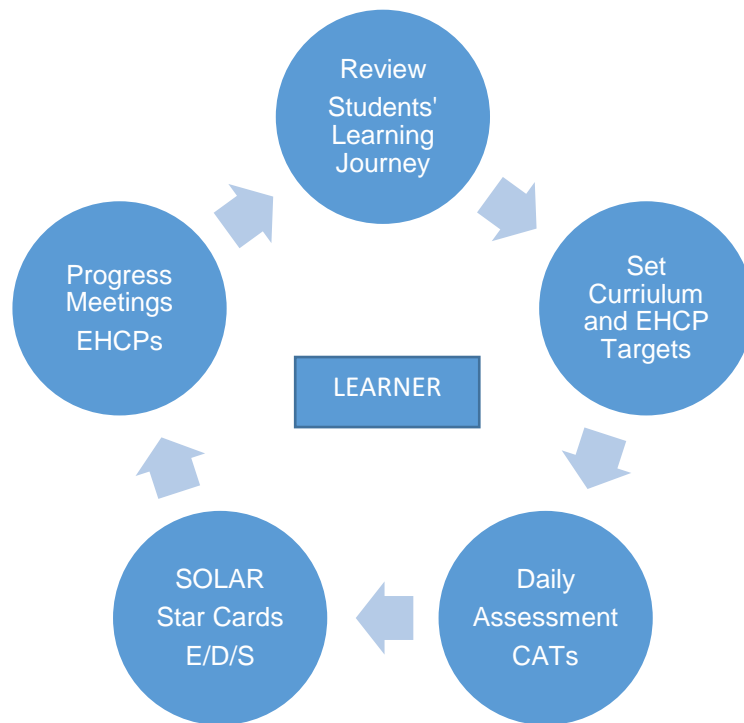 Review
Students'
Learning
Journey
Set
Curriulum
and EHCP
Targets
Daily
Assessment
CATs
SOLAR
Star Cards
E/D/S
Progress
Meetings
EHCPs
LEARNER